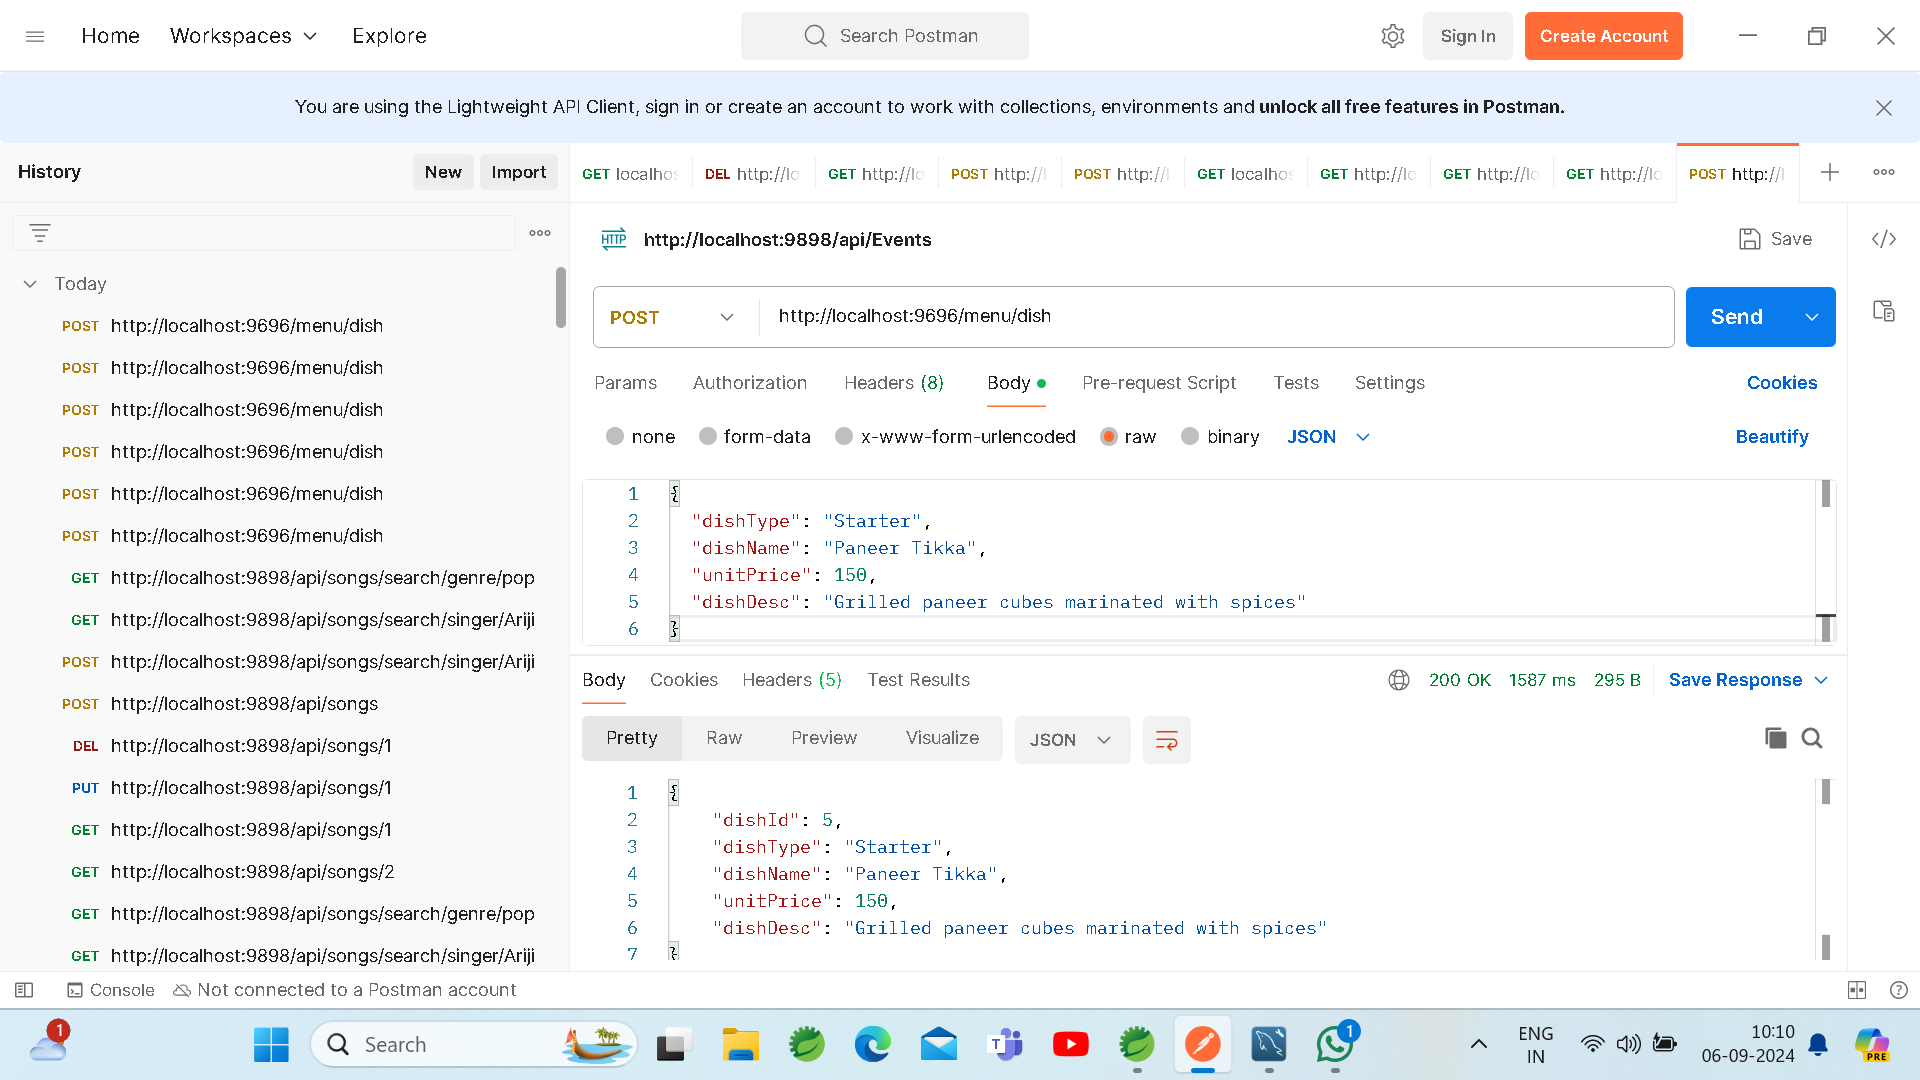 Home Workspaces Explore Search Postman Sign In Create Account
You are using the Lightweight API Client, sign in or create an account to work with collections, environments and unlock all free features in Postman.
History New Import
GET localhos DEL http://lo GET http://lo POST http://l POST http://l GET localhos GET http://lo GET http://lo GET http://lo POST http://l
Today
POST http://localhost:9696/menu/dish
POST http://localhost:9696/menu/dish
POST http://localhost:9696/menu/dish
POST http://localhost:9696/menu/dish
POST http://localhost:9696/menu/dish
POST http://localhost:9696/menu/dish
GET http://localhost:9898/api/songs/search/genre/pop
GET http://localhost:9898/api/songs/search/singer/Ariji
POST http://localhost:9898/api/songs/search/singer/Ariji
POST http://localhost:9898/api/songs
DEL http://localhost:9898/api/songs/1
PUT http://localhost:9898/api/songs/1
GET http://localhost:9898/api/songs/1
GET http://localhost:9898/api/songs/2
GET http://localhost:9898/api/songs/search/genre/pop
GET http://localhost:9898/api/songs/search/singer/Ariji
HTTP http://localhost:9898/api/Events Save
POST http://localhost:9696/menu/dish Send
Params Authorization Headers (8) Body Pre-request Script Tests Settings Cookies
none form-data x-www-form-urlencoded raw binary JSON Beautify
1 {
2 "dishType": "Starter",
3 "dishName": "Paneer Tikka",
4 "unitPrice": 150,
5 "dishDesc": "Grilled paneer cubes marinated with spices"
6 }
Body Cookies Headers (5) Test Results 200 OK 1587 ms 295 B Save Response
Pretty Raw Preview Visualize JSON
1 {
2 "dishId": 5,
3 "dishType": "Starter",
4 "dishName": "Paneer Tikka",
5 "unitPrice": 150,
6 "dishDesc": "Grilled paneer cubes marinated with spices"
7 }
Console Not connected to a Postman account
1 Search 1 ENG IN 10:10 06-09-2024 PRE